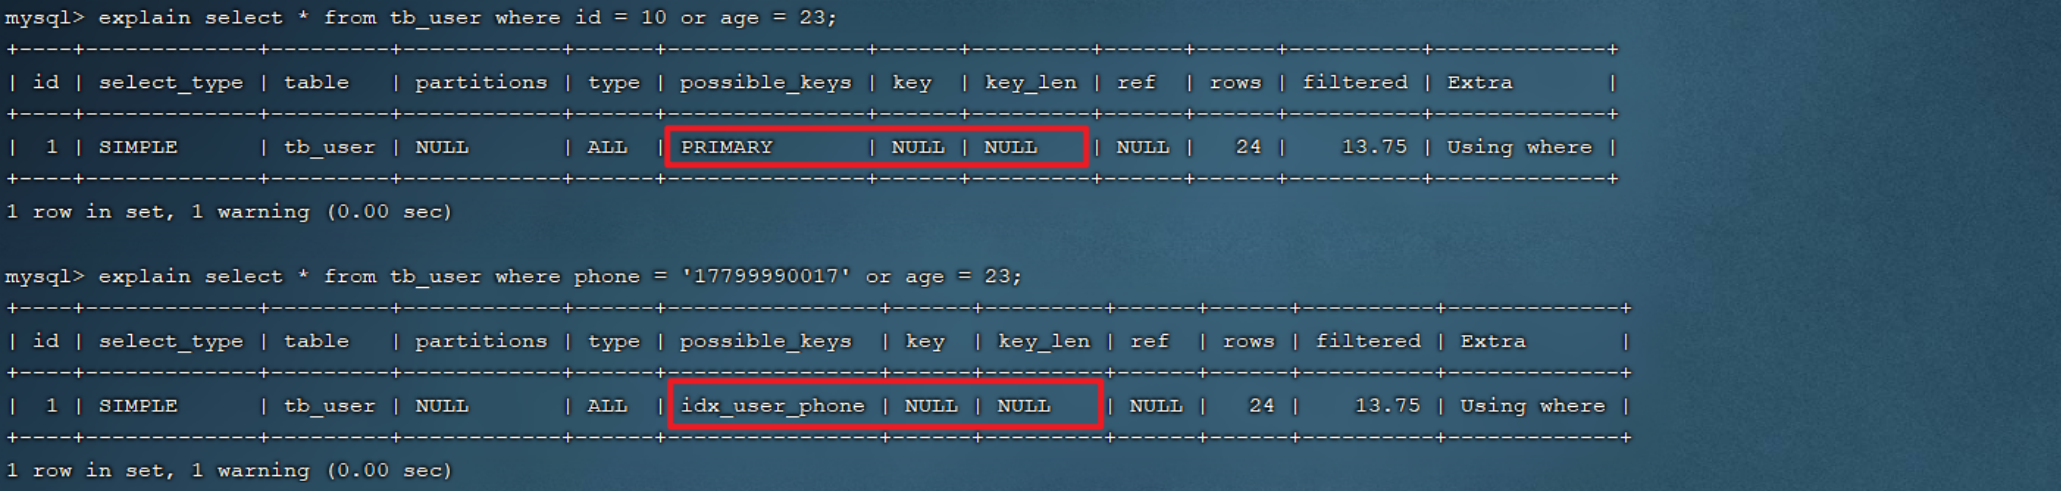 mysql> explain select * from tb_user where id = 10 or age = 23;
+----+-------------+---------+------------+------+---------------+------+---------+------+------+----------+-------------+
| id | select_type | table   | partitions | type | possible_keys | key  | key_len | ref  | rows | filtered | Extra       |
+----+-------------+---------+------------+------+---------------+------+---------+------+------+----------+-------------+
|  1 | SIMPLE      | tb_user | NULL       | ALL  | PRIMARY       | NULL | NULL    | NULL |   24 |    13.75 | Using where |
+----+-------------+---------+------------+------+---------------+------+---------+------+------+----------+-------------+
1 row in set, 1 warning (0.00 sec)
mysql> explain select * from tb_user where phone = '17799990017' or age = 23;
+----+-------------+---------+------------+------+----------------+------+---------+------+------+----------+-------------+
| id | select_type | table   | partitions | type | possible_keys  | key  | key_len | ref  | rows | filtered | Extra       |
+----+-------------+---------+------------+------+----------------+------+---------+------+------+----------+-------------+
|  1 | SIMPLE      | tb_user | NULL       | ALL  | idx_user_phone | NULL | NULL    | NULL |   24 |    13.75 | Using where |
+----+-------------+---------+------------+------+----------------+------+---------+------+------+----------+-------------+
1 row in set, 1 warning (0.00 sec)